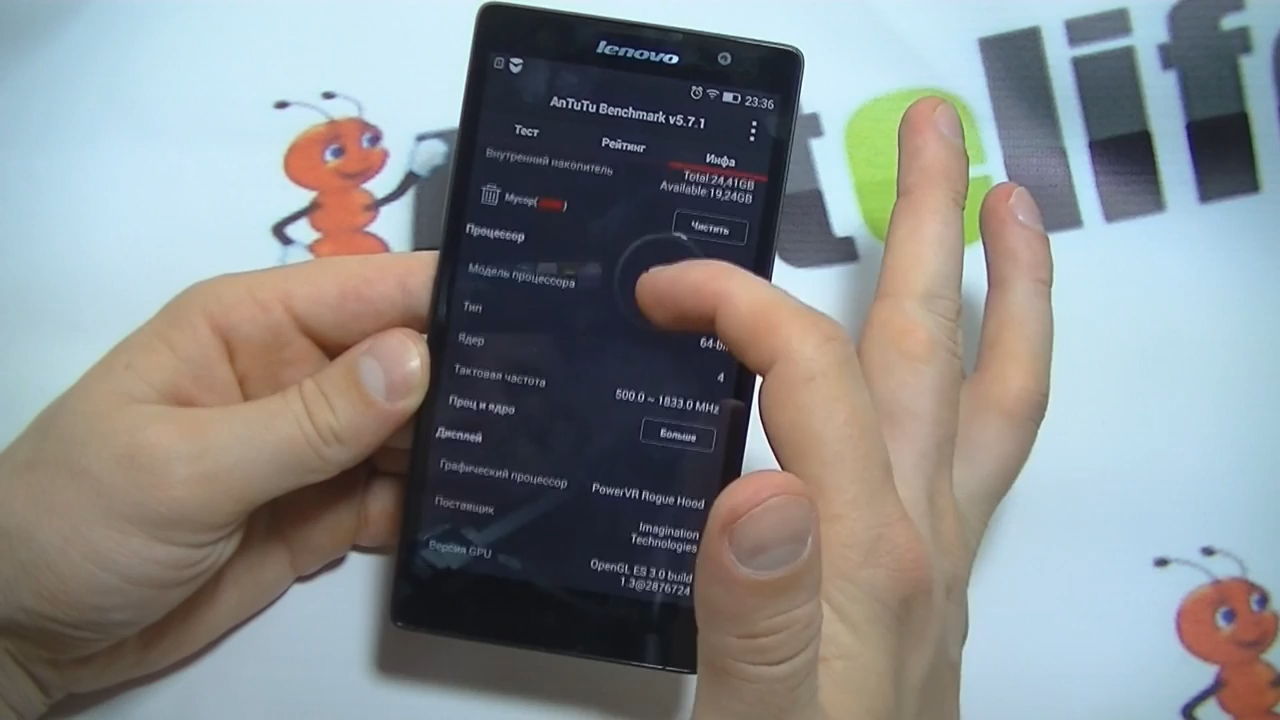 lenovo
23:36
AnTuTu Benchmark v5.7.1
Тест
Рейтинг
Инфа
Внутренний накопитель
Total:24,41GB
Available:19,24GB
Мусор(
)
Чистить
Процессор
Модель процессора
Тип
64-bi
Ядер
4
Тактовая частота
500.0 ~ 1833.0 MHz
Проц и ядро
Больше
Дисплей
Графический процессор
PowerVR Rogue Hood
Поставщик
Imagination
Technologies
Версия GPU
OpenGL ES 3.0 build
1.3@2876724
telife